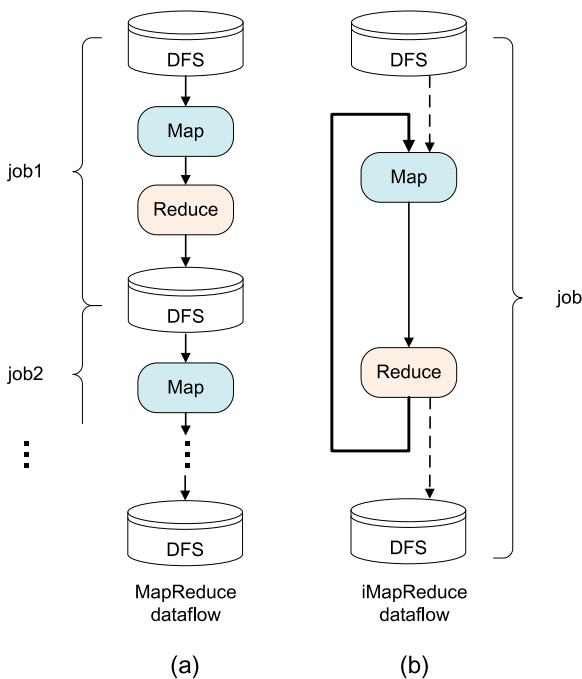 DFS
Map
job1
Reduce
DFS
job2
Map
DFS
MapReduce
dataflow
(a)
DFS
Map
job
Reduce
DFS
iMapReduce
dataflow
(b)